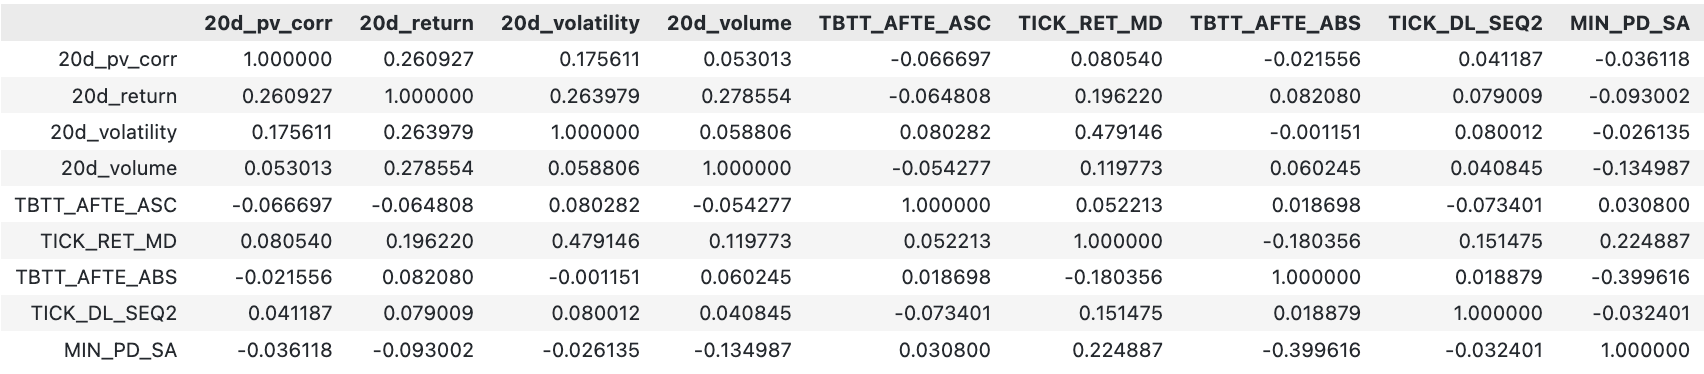 20d_pv_corr 20d_return 20d_volatility 20d_volume TBTT_AFTE_ASC TICK_RET_MD TBTT_AFTE_ABS TICK_DL_SEQ2 MIN_PD_SA
20d_pv_corr 1.000000 0.260927 0.175611 0.053013 -0.066697 0.080540 -0.021556 0.041187 -0.036118
20d_return 0.260927 1.000000 0.263979 0.278554 -0.064808 0.196220 0.082080 0.079009 -0.093002
20d_volatility 0.175611 0.263979 1.000000 0.058806 0.080282 0.479146 -0.001151 0.080012 -0.026135
20d_volume 0.053013 0.278554 0.058806 1.000000 -0.054277 0.119773 0.060245 0.040845 -0.134987
TBTT_AFTE_ASC -0.066697 -0.064808 0.080282 -0.054277 1.000000 0.052213 0.018698 -0.073401 0.030800
TICK_RET_MD 0.080540 0.196220 0.479146 0.119773 0.052213 1.000000 -0.180356 0.151475 0.224887
TBTT_AFTE_ABS -0.021556 0.082080 -0.001151 0.060245 0.018698 -0.180356 1.000000 0.018879 -0.399616
TICK_DL_SEQ2 0.041187 0.079009 0.080012 0.040845 -0.073401 0.151475 0.018879 1.000000 -0.032401
MIN_PD_SA -0.036118 -0.093002 -0.026135 -0.134987 0.030800 0.224887 -0.399616 -0.032401 1.000000